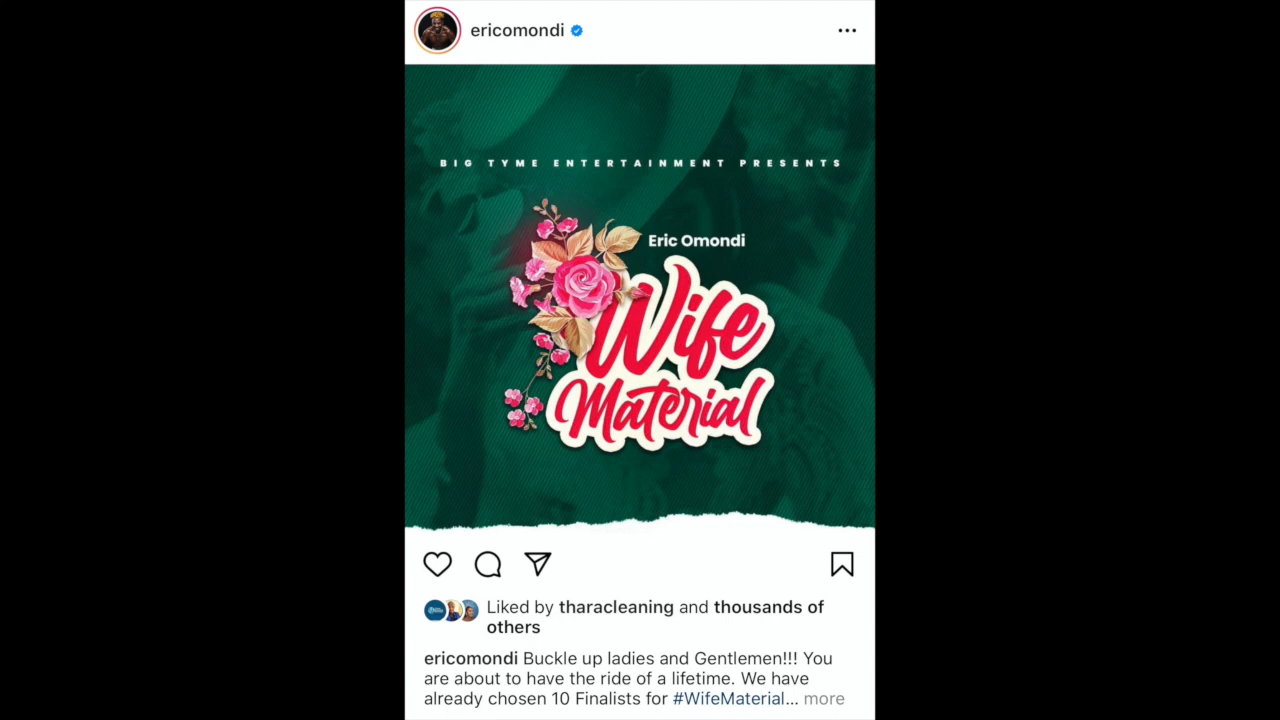 ericomondi
BIG TYME ENTERTAINMENT PRESENTS
Eric Omondi
Wife
Material
Liked by tharacleaning and thousands of
others
ericomondi Buckle up ladies and Gentlemen!!! You
are about to have the ride of a lifetime. We have
already chosen 10 Finalists for #WifeMaterial... more